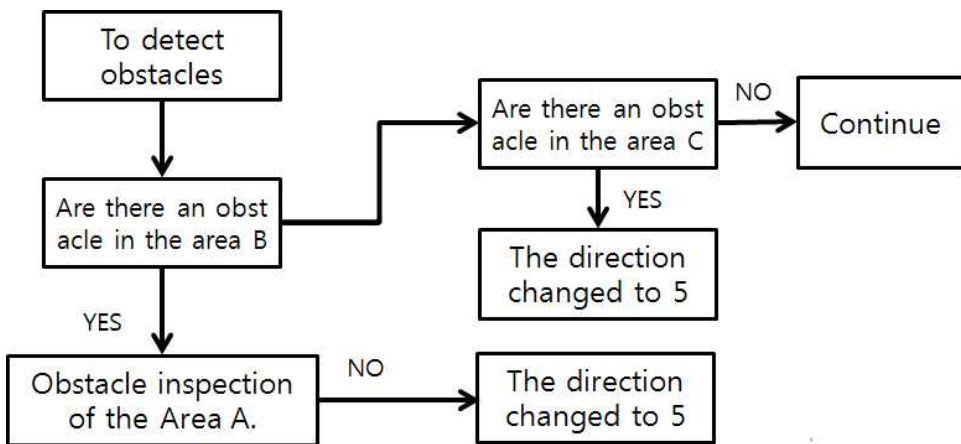 To detect
obstacles
Are there an obst
acle in the area B
YES
Obstacle inspection
of the Area A.
NO
The direction
changed to 5
Are there an obst
acle in the area C
NO
Continue
YES
The direction
changed to 5